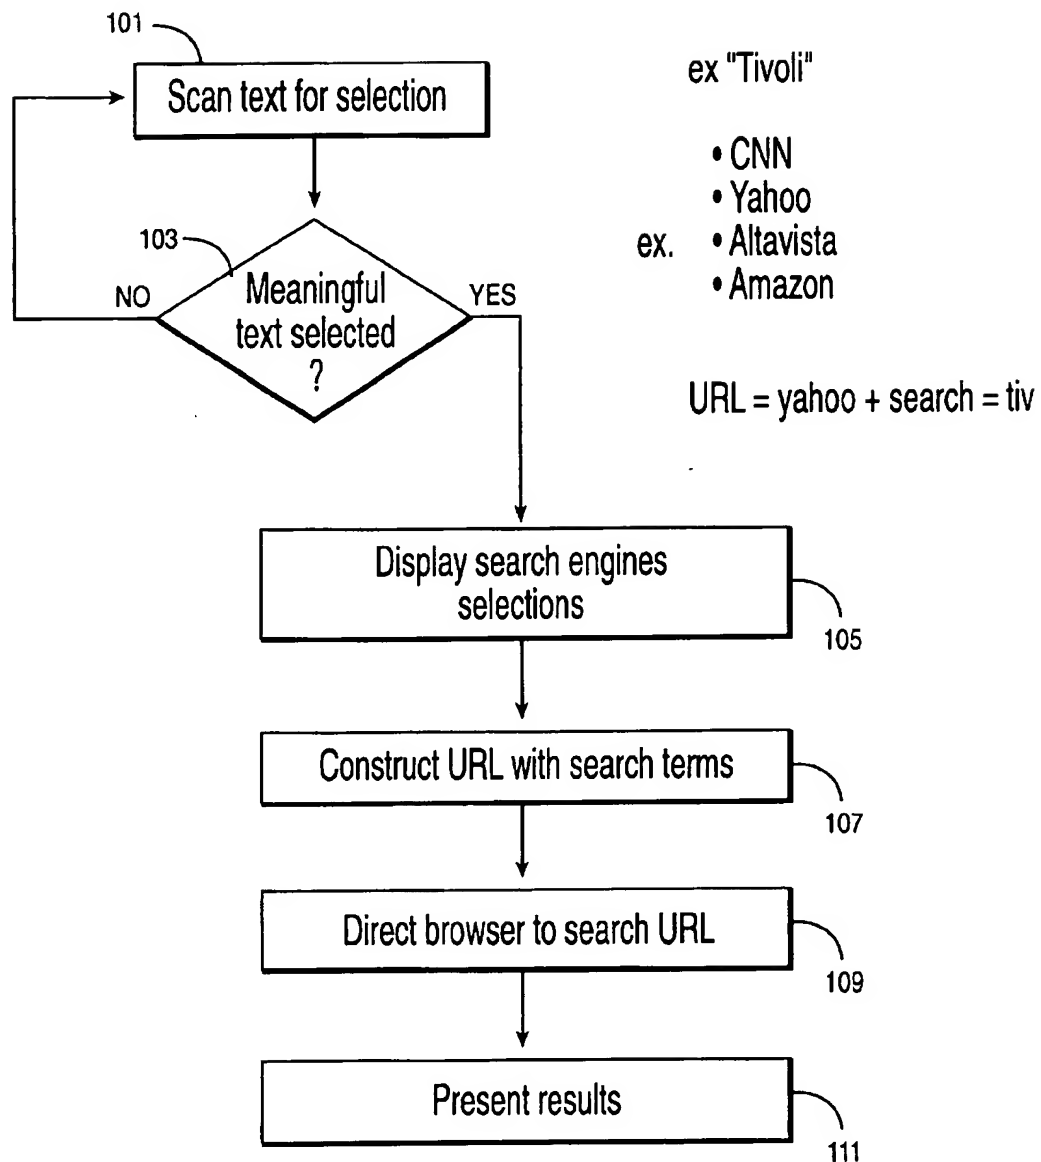 101
Scan text for selection
ex "Tivoli"
• CNN
• Yahoo
ex. • Altavista
• Amazon
103
Meaningful
text selected
?
NO
YES
URL = yahoo + search = tiv
Display search engines
selections
105
Construct URL with search terms
107
Direct browser to search URL
109
Present results
111